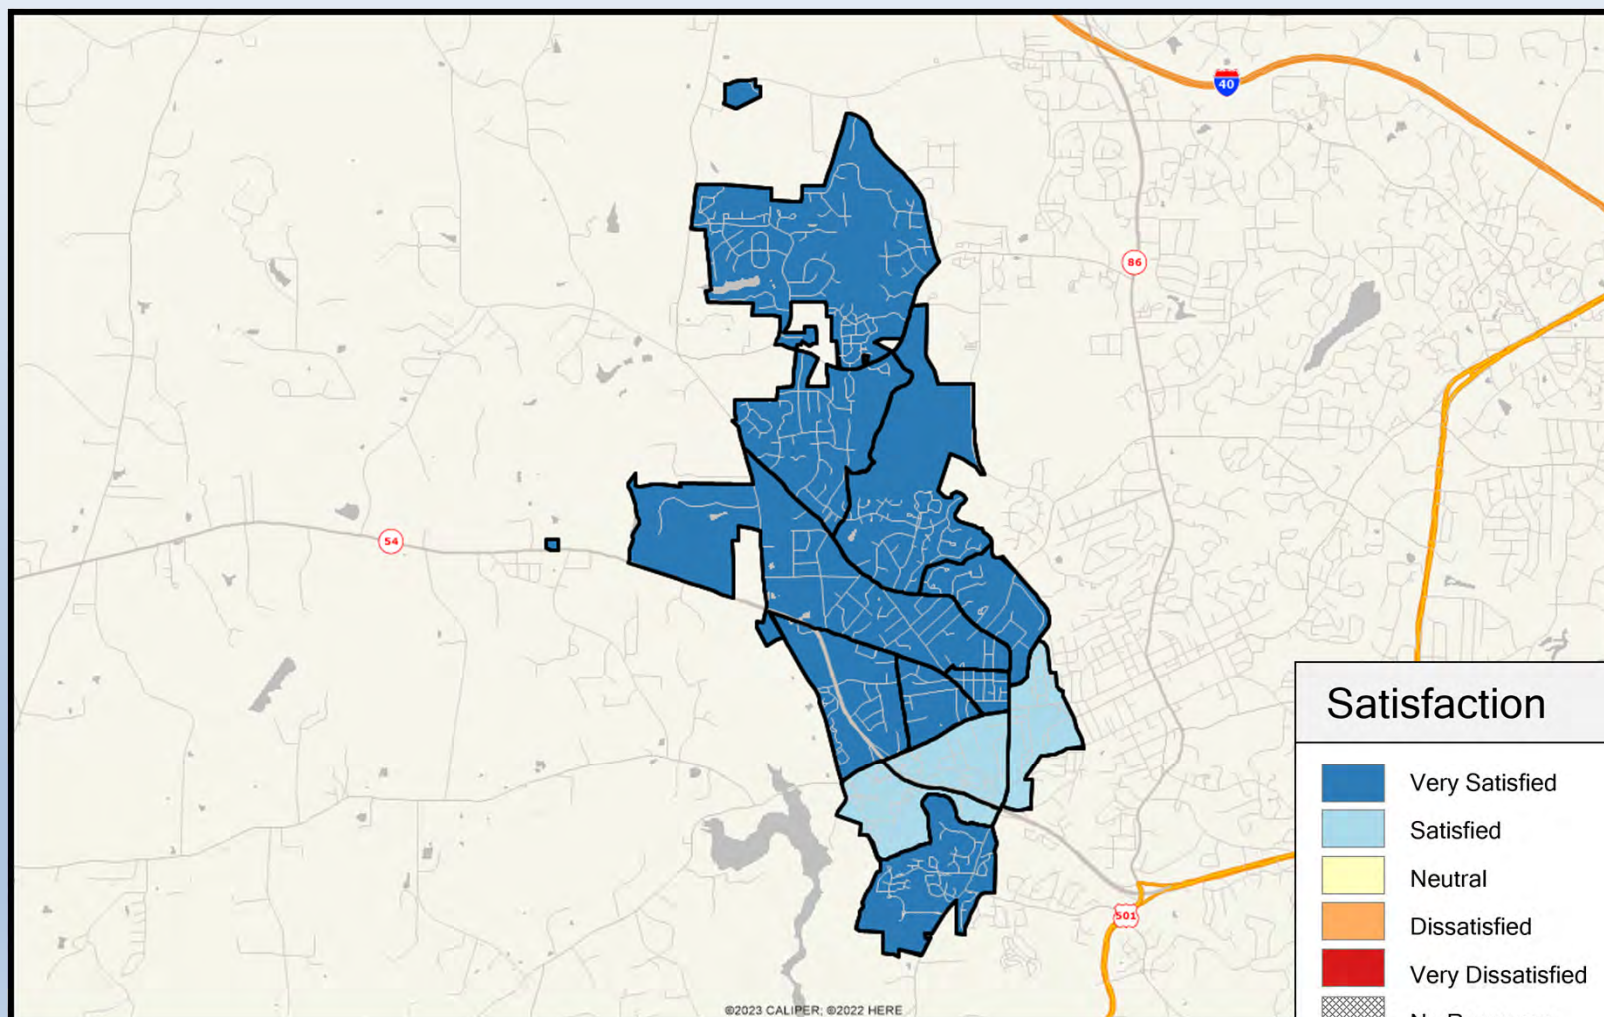 40
86
54
Satisfaction
Very Satisfied
Satisfied
Neutral
Dissatisfied
Very Dissatisfied
501
©2023 CALIPER; ©2022 HERE